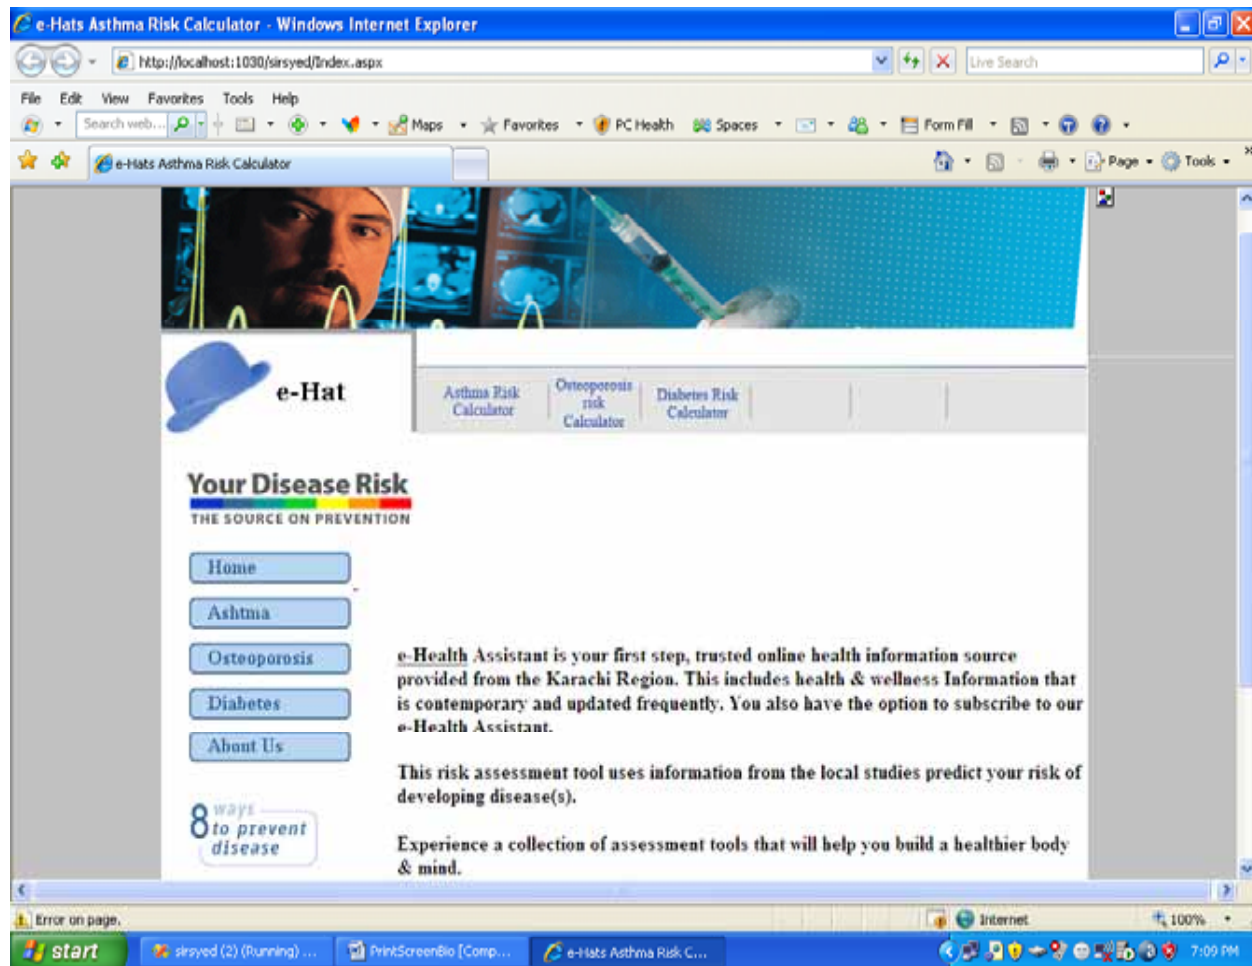 e-Hats Asthma Risk Calculator - Windows Internet Explorer
http://localhost:1030/sirsyed/Index.aspx
Live Search
File Edit View Favorites Tools Help
Search web... Maps Favorites PC Health Spaces Form Fill
e-Hats Asthma Risk Calculator
Page Tools
e-Hat
Asthma Risk
Calculator
Osteoporosis
risk
Calculator
Diabetes Risk
Calculator
Your Disease Risk
THE SOURCE ON PREVENTION
Home
Ashtma
Osteoporosis
Diabetes
About Us
8 ways
to prevent
disease
e-Health Assistant is your first step, trusted online health information source
provided from the Karachi Region. This includes health & wellness Information that
is contemporary and updated frequently. You also have the option to subscribe to our
e-Health Assistant.
This risk assessment tool uses information from the local studies predict your risk of
developing disease(s).
Experience a collection of assessment tools that will help you build a healthier body
& mind.
Error on page.
Internet
100%
start
sirsyed (2) (Running) ...
PrintScreenBio [Comp...
e-Hats Asthma Risk C...
7:09 PM